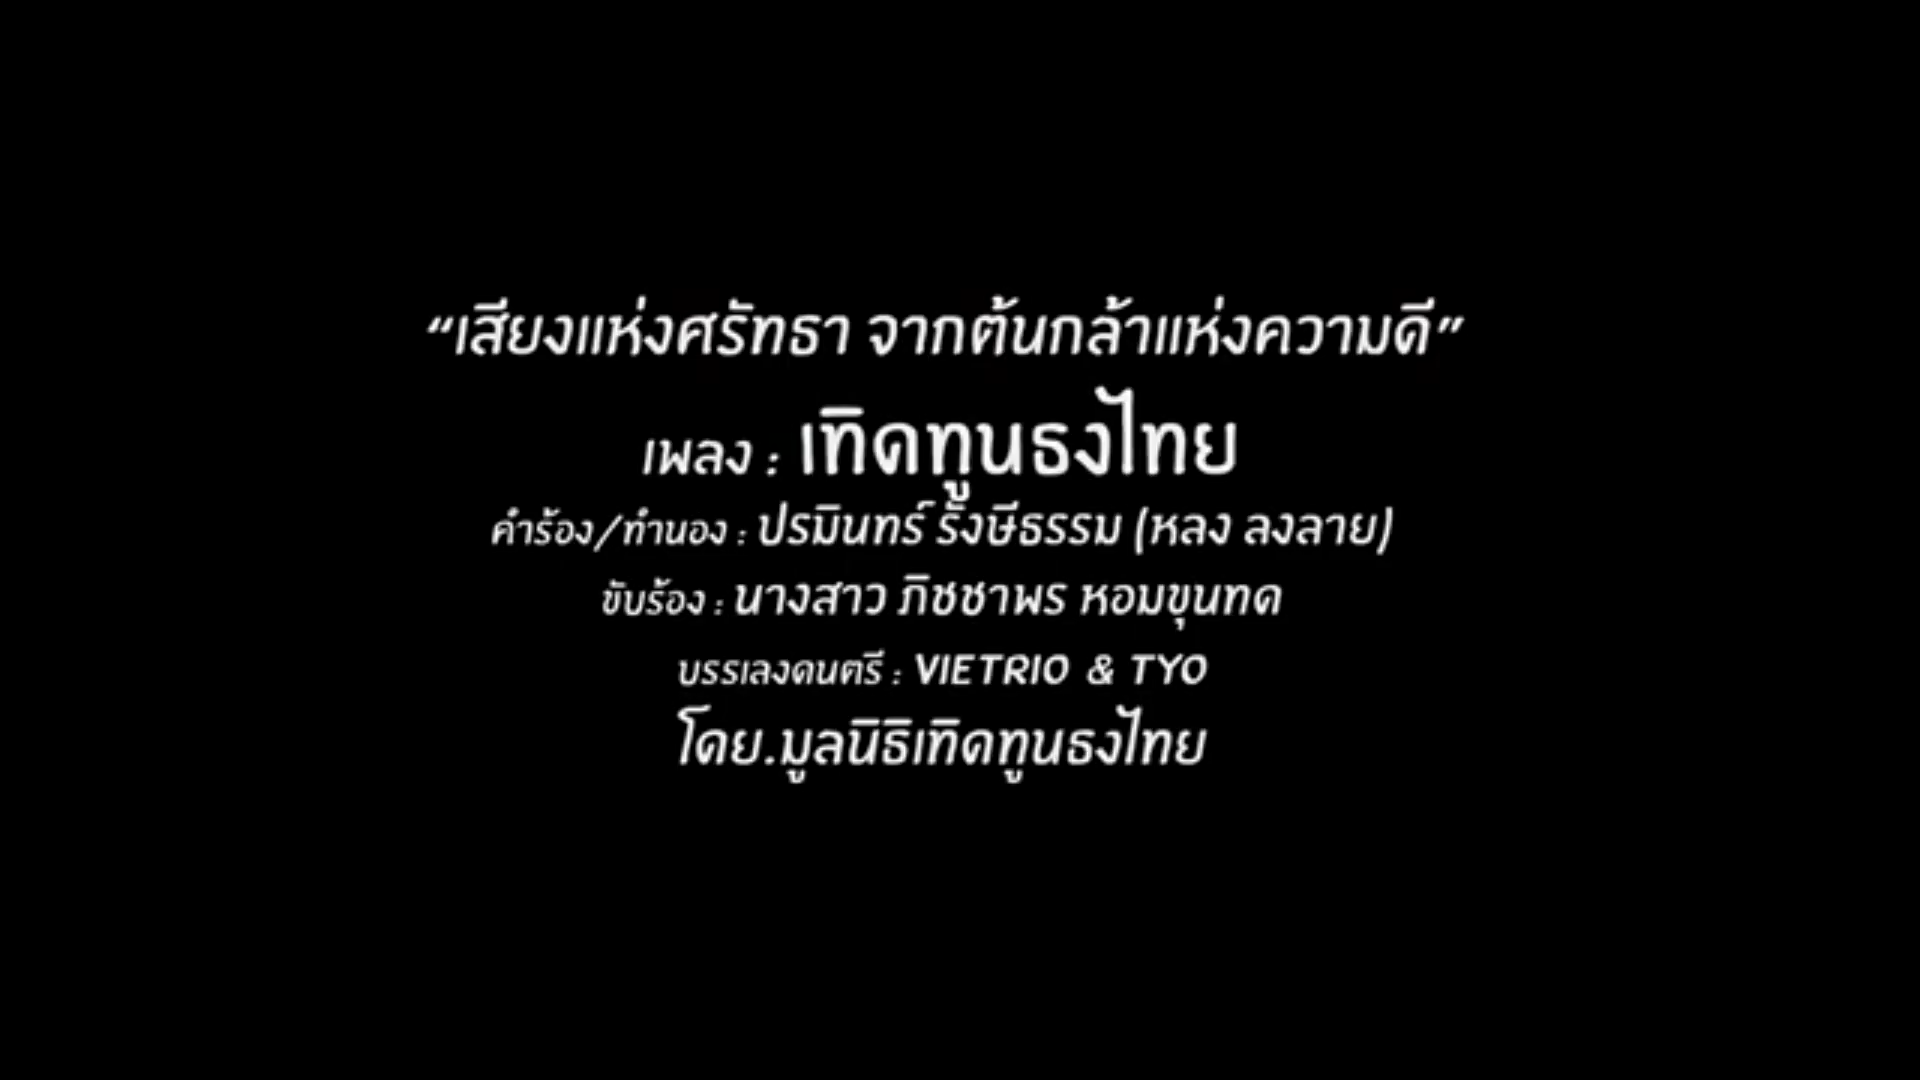 “เสียงแห่งศรัทธา จากต้นกล้าแห่งความดี”
เพลง : เทิดทูนธงไทย
คำร้อง/ทำนอง : ปรมินทร์ รังษีธรรม (หลง ลงลาย)
ขับร้อง : นางสาว ภิชชาพร หอมขุนทด
บรรเลงดนตรี : VIETRIO & TYO
โดย.มูลนิธิเทิดทูนธงไทย